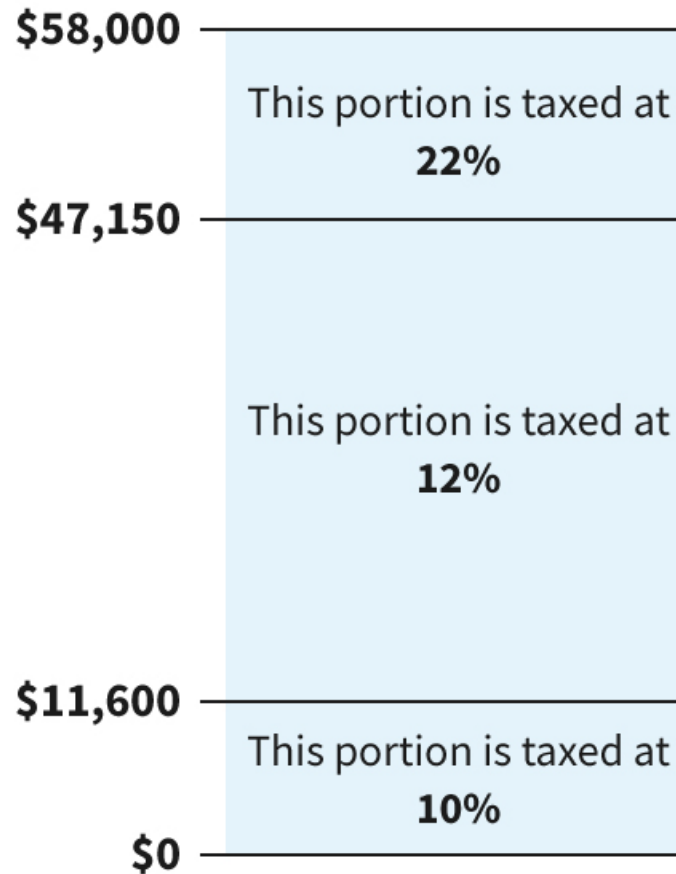 $58,000
This portion is taxed at
22%
$47,150
This portion is taxed at
12%
$11,600
This portion is taxed at
10%
$0